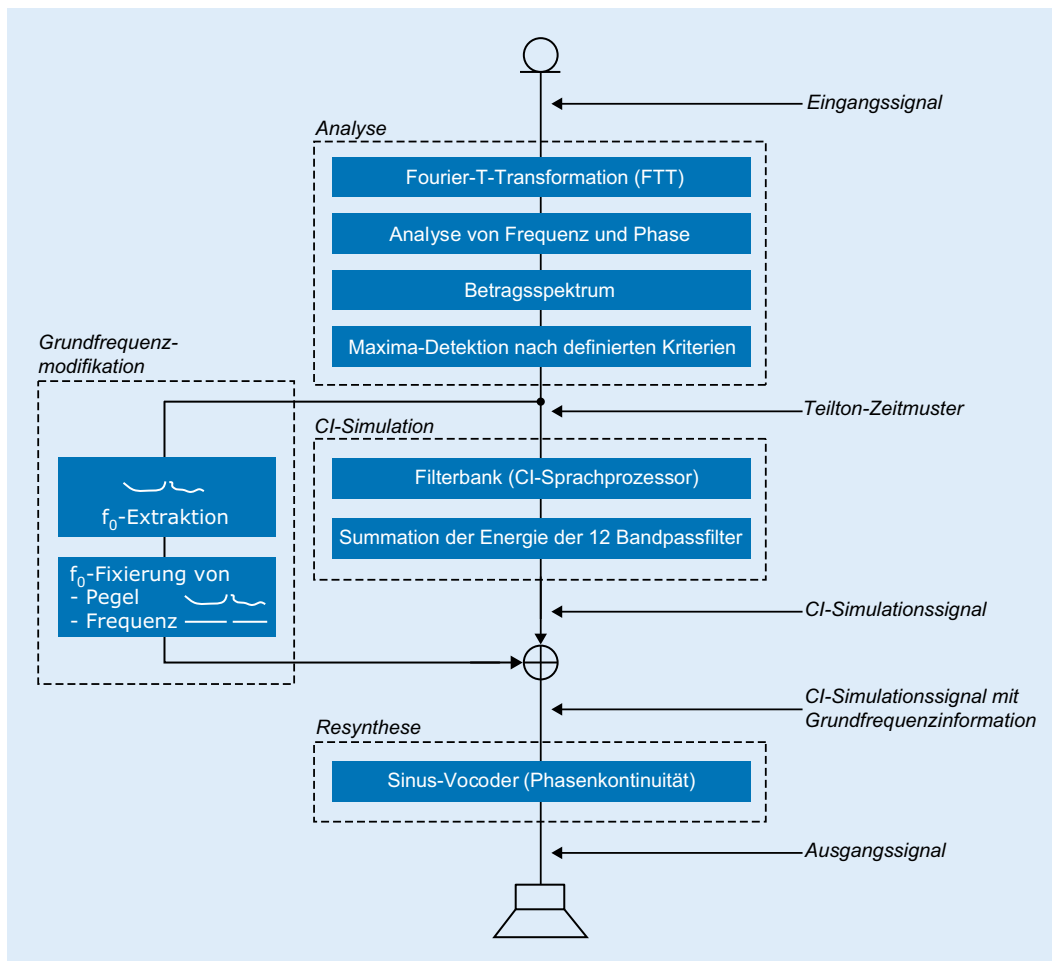 Eingangssignal
Analyse
Fourier-T-Transformation (FTT)
Analyse von Frequenz und Phase
Betragsspektrum
Maxima-Detektion nach definierten Kriterien
Grundfrequenz-
modifikation
Teilton-Zeitmuster
CI-Simulation
Filterbank (CI-Sprachprozessor)
f₀-Extraktion
Summation der Energie der 12 Bandpassfilter
f₀-Fixierung von
- Pegel
- Frequenz
CI-Simulationssignal
CI-Simulationssignal mit
Grundfrequenzinformation
Resynthese
Sinus-Vocoder (Phasenkontinuität)
Ausgangssignal